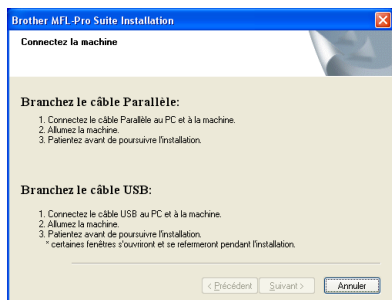 Brother MFL-Pro Suite Installation
Connectez la machine
Branchez le câble Parallèle:
1. Connectez le câble Parallèle au PC et à la machine.
2. Allumez la machine.
3. Patientez avant de poursuivre l'installation.
Branchez le câble USB:
1. Connectez le câble USB au PC et à la machine.
2. Allumez la machine.
3. Patientez avant de poursuivre l'installation.
* certaines fenêtres s'ouvriront et se refermeront pendant l'installation.
< Précédent Suivant > Annuler